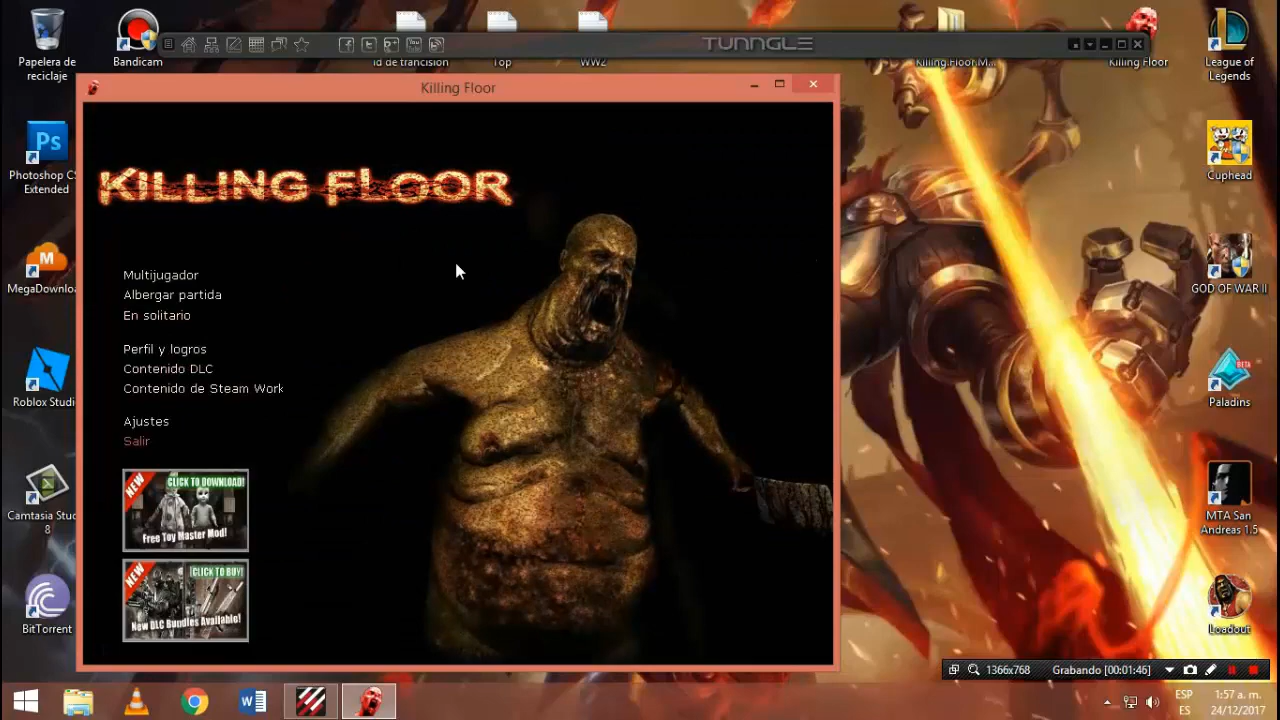 Papelera de
reciclaje
Bandicam
Id de trancision
Top
WW2
TUNNGLE
Killing.Floor.M...
Killing Floor
League of
Legends
Killing Floor
Ps
Photoshop CS
Extended
KILLING FLOOR
Cuphead
Multijugador
Albergar partida
En solitario
M
MegaDownlo
GOD OF WAR II
Perfil y logros
Contenido DLC
Contenido de Steam Work
BETA
Roblox Studi
Paladins
Ajustes
Salir
NEW
CLICK TO DOWNLOAD!
Free Toy Master Mod!
Camtasia Stud
8
MTA San
Andreas 1.5
NEW
CLICK TO BUY!
New DLC Bundles Available!
BitTorrent
Loadout
1366x768
Grabando [00:01:46]
ESP
ES
1:57 a. m.
24/12/2017